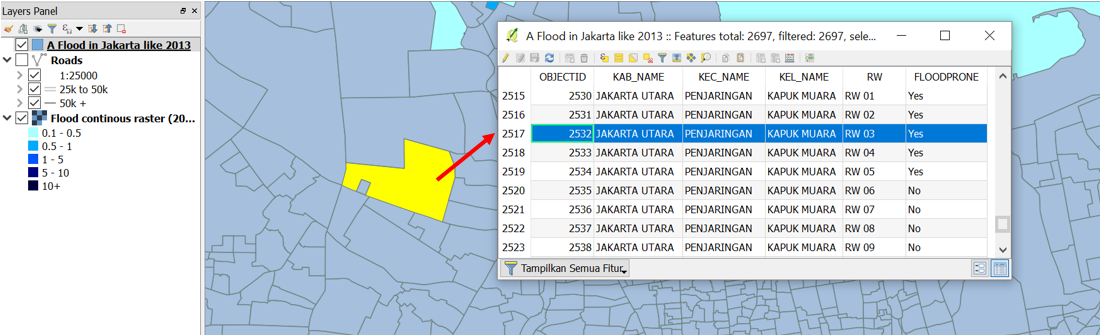 Layers Panel
A Flood in Jakarta like 2013
Roads
1:25000
25k to 50k
50k +
Flood continous raster (20...
0.1 - 0.5
0.5 - 1
1 - 5
5 - 10
10+
A Flood in Jakarta like 2013 :: Features total: 2697, filtered: 2697, sele...
OBJECTID KAB_NAME KEC_NAME KEL_NAME RW FLOODPRONE
2515 2530 JAKARTA UTARA PENJARINGAN KAPUK MUARA RW 01 Yes
2516 2531 JAKARTA UTARA PENJARINGAN KAPUK MUARA RW 02 Yes
2517 2532 JAKARTA UTARA PENJARINGAN KAPUK MUARA RW 03 Yes
2518 2533 JAKARTA UTARA PENJARINGAN KAPUK MUARA RW 04 Yes
2519 2534 JAKARTA UTARA PENJARINGAN KAPUK MUARA RW 05 Yes
2520 2535 JAKARTA UTARA PENJARINGAN KAPUK MUARA RW 06 No
2521 2536 JAKARTA UTARA PENJARINGAN KAPUK MUARA RW 07 No
2522 2537 JAKARTA UTARA PENJARINGAN KAPUK MUARA RW 08 No
2523 2538 JAKARTA UTARA PENJARINGAN KAPUK MUARA RW 09 No
Tampilkan Semua Fitur